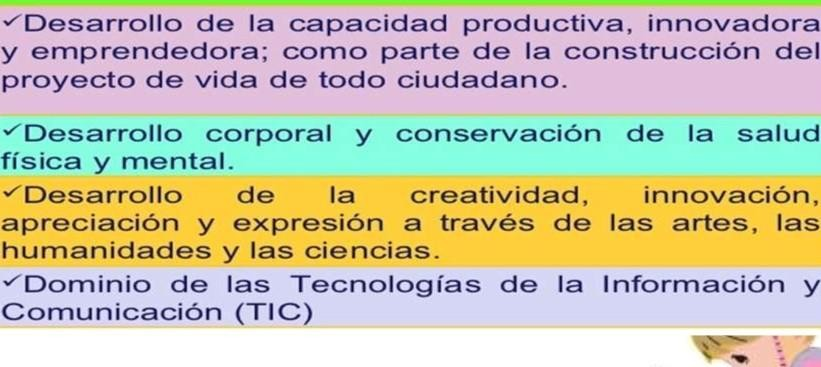 ✓Desarrollo de la capacidad productiva, innovadora
y emprendedora; como parte de la construcción del
proyecto de vida de todo ciudadano.
✓Desarrollo corporal y conservación de la salud
física y mental.
✓Desarrollo de la creatividad, innovación,
apreciación y expresión a través de las artes, las
humanidades y las ciencias.
✓Dominio de las Tecnologías de la Información y
Comunicación (TIC)